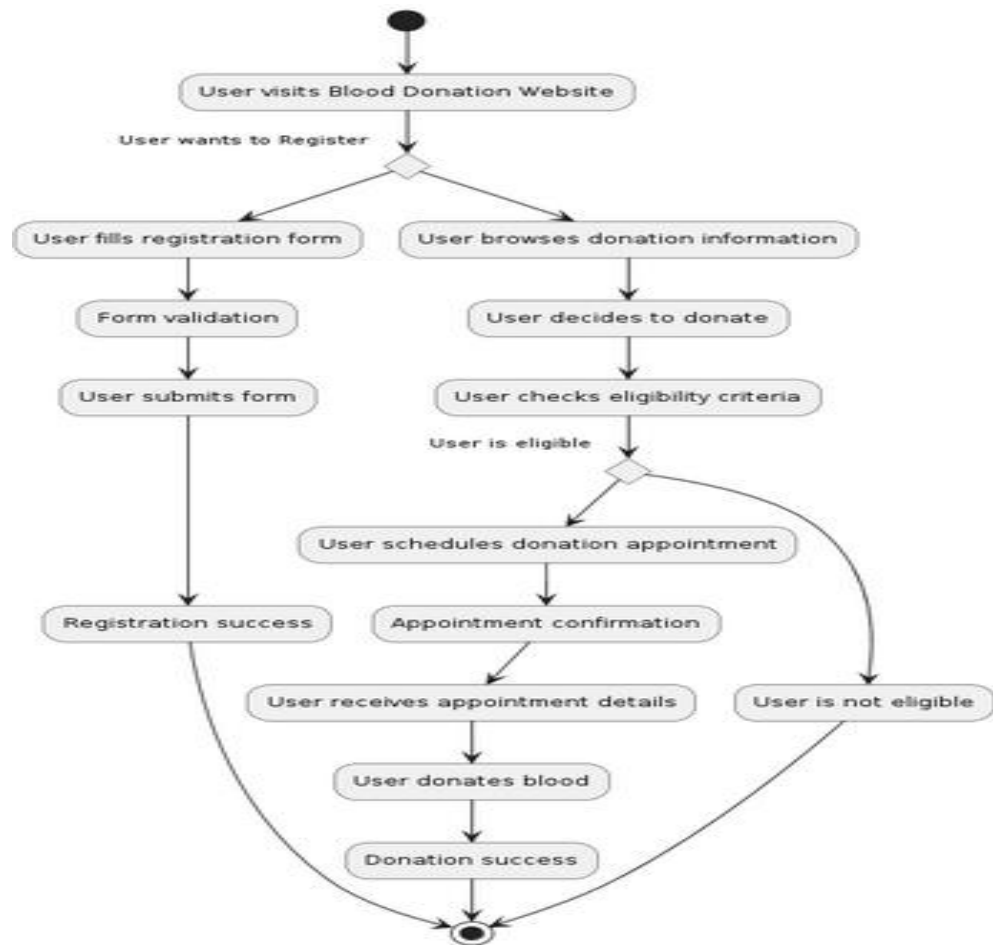 User visits Blood Donation Website
User wants to Register
User fills registration form
User browses donation information
Form validation
User decides to donate
User submits form
User checks eligibility criteria
User is eligible
User schedules donation appointment
Registration success
Appointment confirmation
User receives appointment details
User is not eligible
User donates blood
Donation success